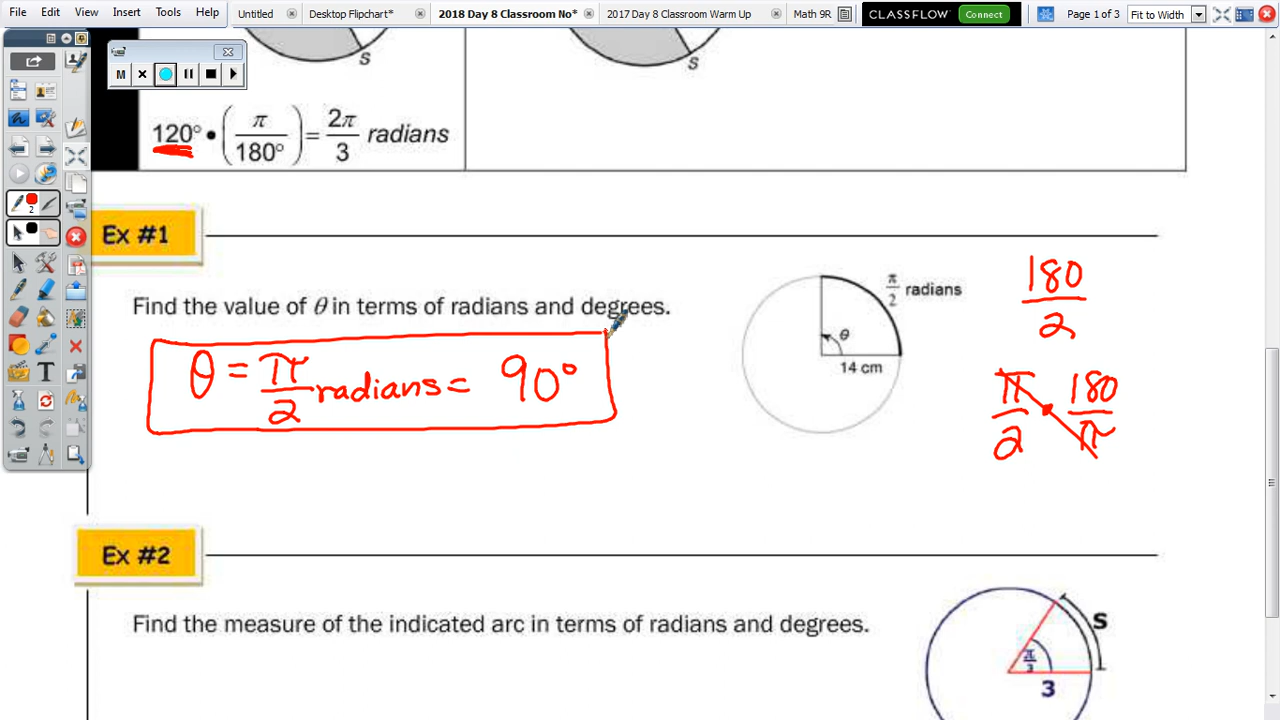 Untitled
Desktop Flipchart*
2018 Day 8 Classroom No*
2017 Day 8 Classroom Warm Up
Math 9R
CLASSFLOW
Connect
Page 1 of 3
Fit to Width
File Edit View Insert Tools Help
M
s
s
120° • (π/180°) = 2π/3 radians
2
Ex #1
Find the value of θ in terms of radians and degrees.
θ = π/2 radians = 90°
π/2 radians
θ
14 cm
180/2
π/2 • 180/π
Ex #2
Find the measure of the indicated arc in terms of radians and degrees.
S
π/3
3